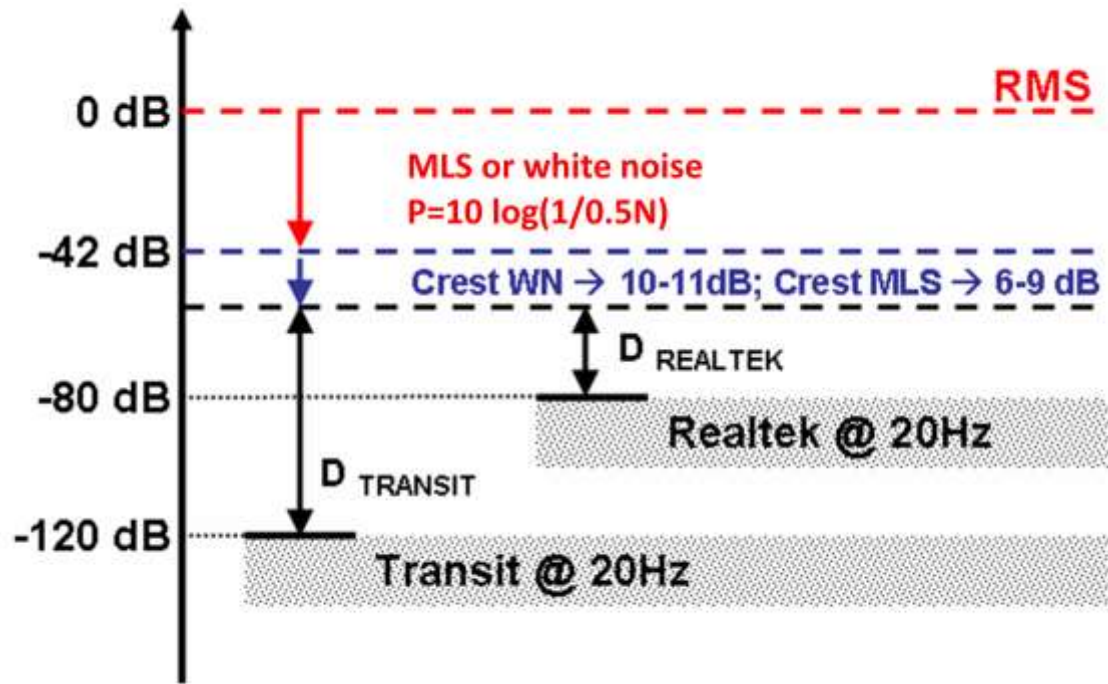 RMS
0 dB
MLS or white noise
P=10 log(1/0.5N)
-42 dB
Crest WN → 10-11dB; Crest MLS → 6-9 dB
D REALTEK
-80 dB
Realtek @ 20Hz
D TRANSIT
-120 dB
Transit @ 20Hz